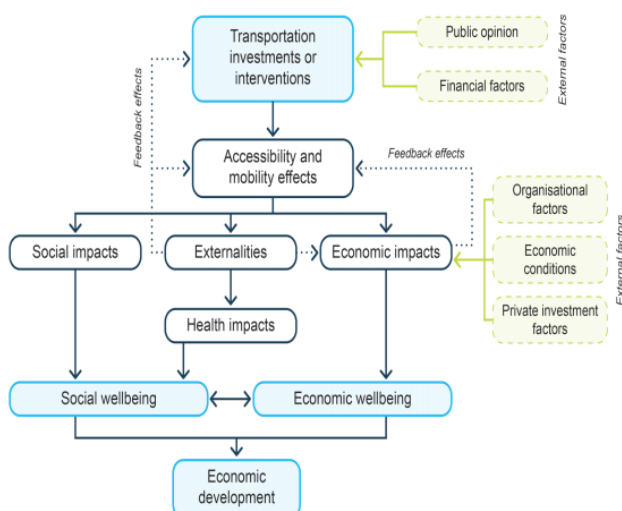 Transportation
investments or
interventions
Public opinion
Financial factors
External factors
Feedback effects
Accessibility and
mobility effects
Feedback effects
Organisational
factors
Economic
conditions
Private investment
factors
External factors
Social impacts
Externalities
Economic impacts
Health impacts
Social wellbeing
Economic wellbeing
Economic
development